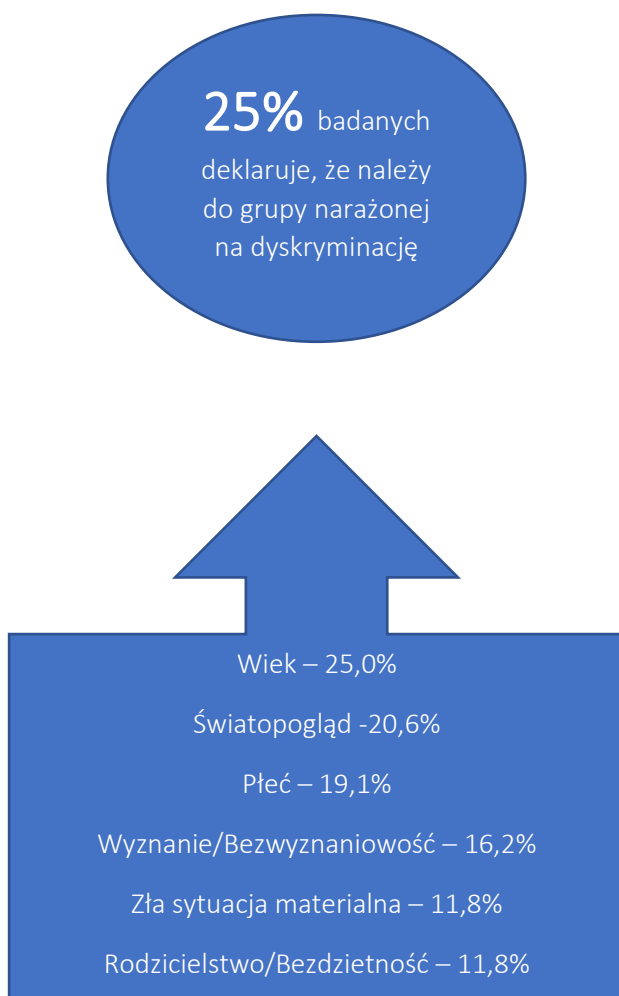 25% badanych
deklaruje, że należy
do grupy narażonej
na dyskryminację
Wiek – 25,0%
Światopogląd -20,6%
Płeć – 19,1%
Wyznanie/Bezwyznaniowość – 16,2%
Zła sytuacja materialna – 11,8%
Rodzicielstwo/Bezdzietność – 11,8%